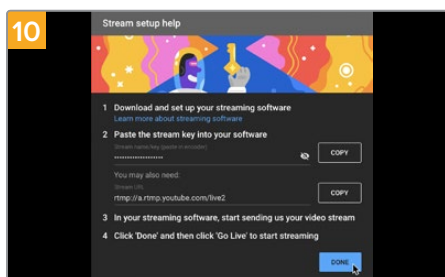 10
Stream setup help
1 Download and set up your streaming software
Learn more about streaming software
2 Paste the stream key into your software
Stream name/key (paste in encoder)
••••••••••••••••••• COPY
You may also need:
Stream URL
rtmp://a.rtmp.youtube.com/live2 COPY
3 In your streaming software, start sending us your video stream
4 Click 'Done' and then click 'Go Live' to start streaming
DONE